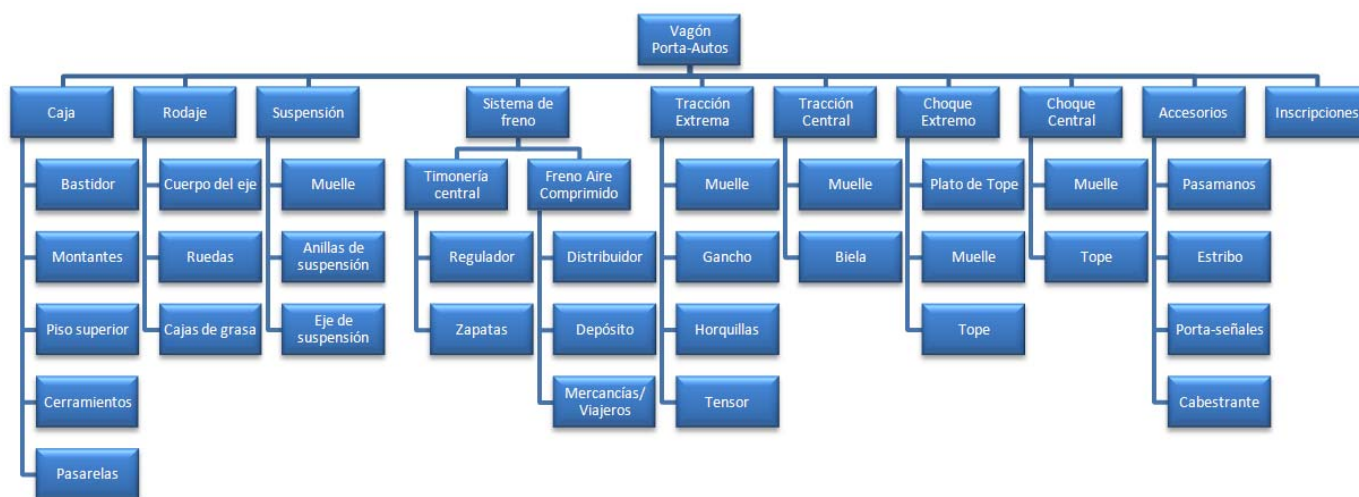 Vagón
Porta-Autos
Caja
Rodaje
Suspensión
Sistema de
freno
Tracción
Extrema
Tracción
Central
Choque
Extremo
Choque
Central
Accesorios
Inscripciones
Bastidor
Montantes
Piso superior
Cerramientos
Pasarelas
Cuerpo del eje
Ruedas
Cajas de grasa
Muelle
Anillas de
suspensión
Eje de
suspensión
Timonería
central
Regulador
Zapatas
Freno Aire
Comprimido
Distribuidor
Depósito
Mercancías/
Viajeros
Muelle
Gancho
Horquillas
Tensor
Muelle
Biela
Plato de Tope
Muelle
Tope
Muelle
Tope
Pasamanos
Estribo
Porta-señales
Cabestrante